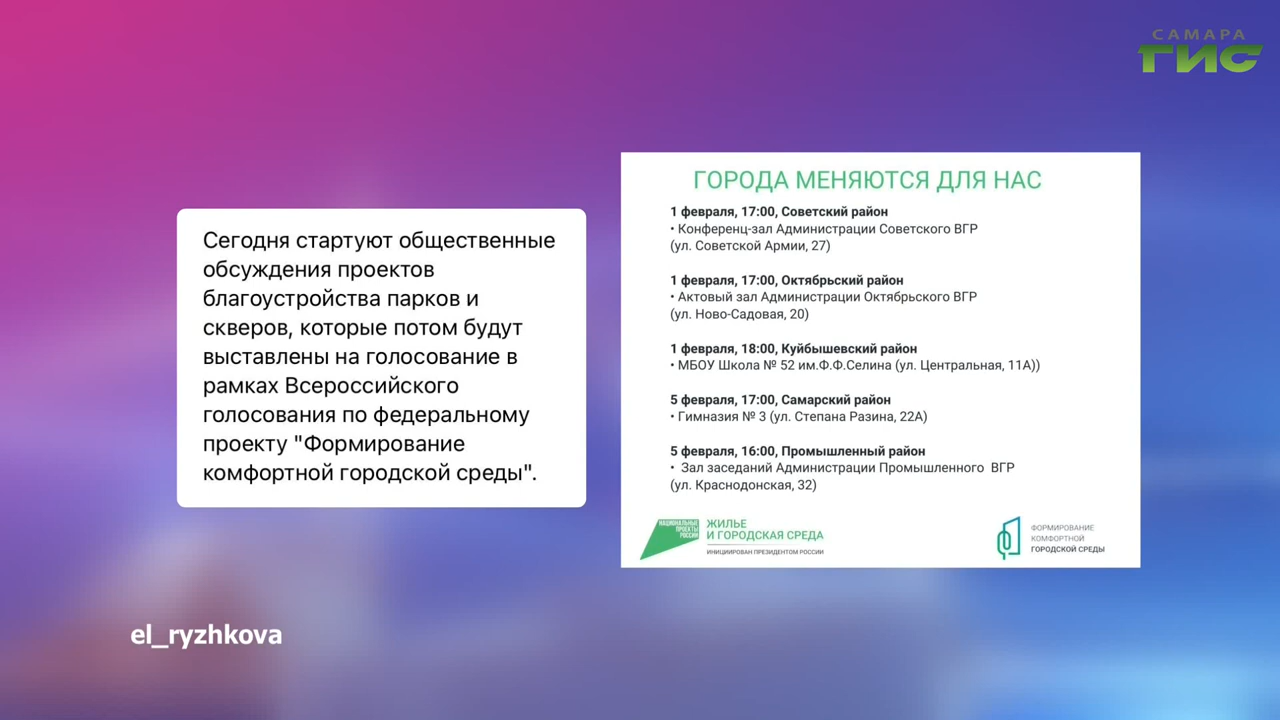 САМАРА
ГИС
Сегодня стартуют общественные
обсуждения проектов
благоустройства парков и
скверов, которые потом будут
выставлены на голосование в
рамках Всероссийского
голосования по федеральному
проекту "Формирование
комфортной городской среды".
el_ryzhkova
ГОРОДА МЕНЯЮТСЯ ДЛЯ НАС
1 февраля, 17:00, Советский район
• Конференц-зал Администрации Советского ВГР
(ул. Советской Армии, 27)
1 февраля, 17:00, Октябрьский район
• Актовый зал Администрации Октябрьского ВГР
(ул. Ново-Садовая, 20)
1 февраля, 18:00, Куйбышевский район
• МБОУ Школа № 52 им.Ф.Ф.Селина (ул. Центральная, 11А))
5 февраля, 17:00, Самарский район
• Гимназия № 3 (ул. Степана Разина, 22А)
5 февраля, 16:00, Промышленный район
• Зал заседаний Администрации Промышленного ВГР
(ул. Краснодонская, 32)
НАЦИОНАЛЬНЫЕ
ПРОЕКТЫ
РОССИИ
ЖИЛЬЕ
И ГОРОДСКАЯ СРЕДА
ИНИЦИИРОВАН ПРЕЗИДЕНТОМ РОССИИ
ФОРМИРОВАНИЕ
КОМФОРТНОЙ
ГОРОДСКОЙ СРЕДЫ